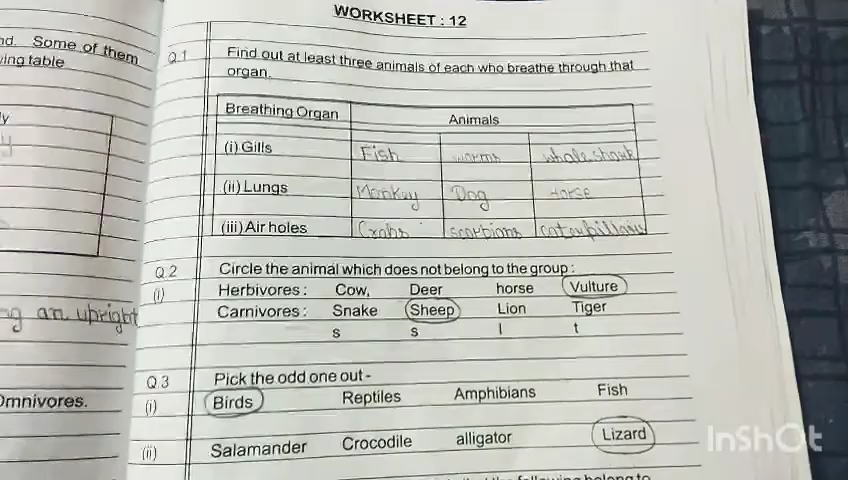 WORKSHEET : 12
nd. Some of them
ing table
Q.1 Find out at least three animals of each who breathe through that
organ.
y
y
Breathing Organ Animals
(i) Gills Fish worms whale shark
(ii) Lungs Monkey Dog Horse
(iii) Air holes Crabs scorpians caterpillairs
Q.2 Circle the animal which does not belong to the group :
(i) Herbivores : Cow, Deer horse Vulture
Carnivores : Snake Sheep Lion Tiger
s s l t
ng an upright
Q.3 Pick the odd one out -
(i) Birds Reptiles Amphibians Fish
Omnivores.
(ii) Salamander Crocodile alligator Lizard
InShOt